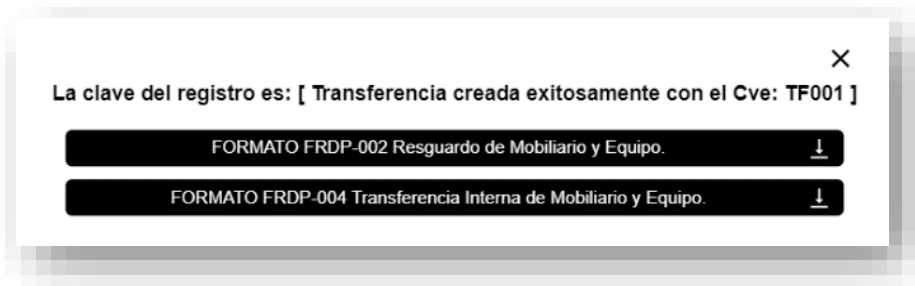 La clave del registro es: [ Transferencia creada exitosamente con el Cve: TF001 ]
FORMATO FRDP-002 Resguardo de Mobiliario y Equipo.
FORMATO FRDP-004 Transferencia Interna de Mobiliario y Equipo.